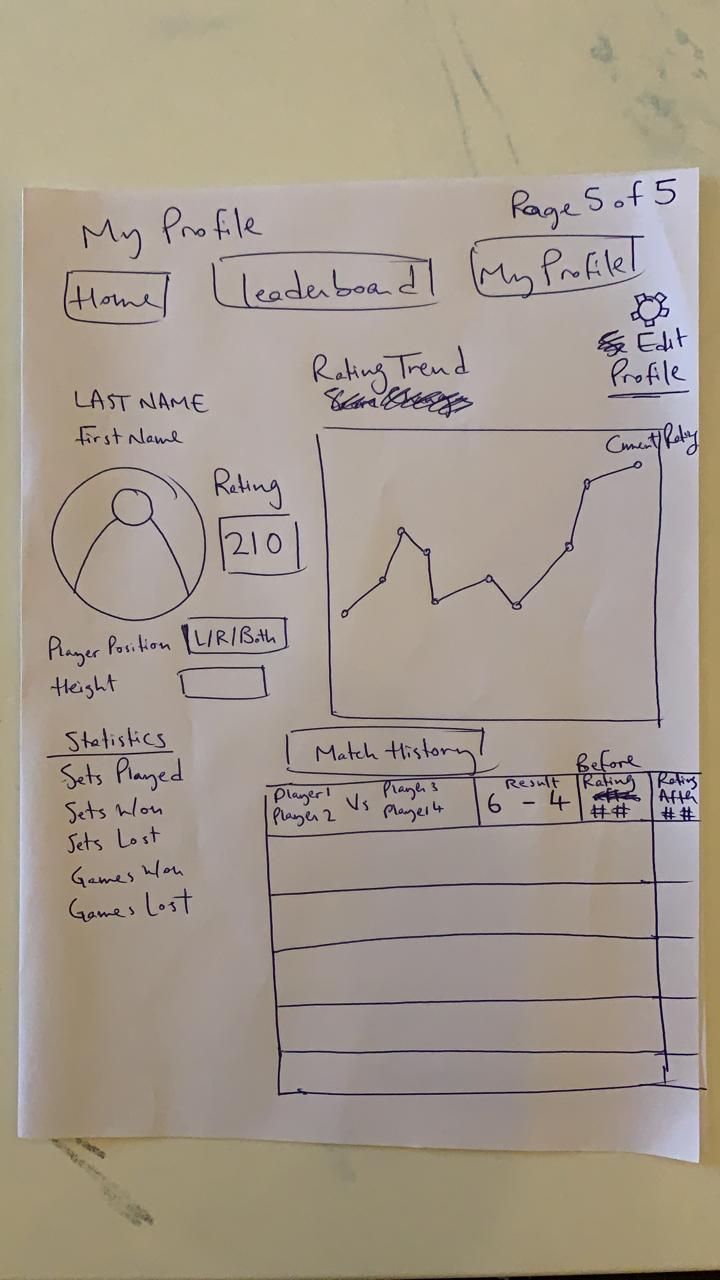 My Profile
Page 5 of 5
Home
Leaderboard
My Profile
Edit
Profile
Rating Trend
LAST NAME
First Name
Current Rating
Rating
210
Player Position
L/R/Both
Height
Statistics
Sets Played
Sets Won
Sets Lost
Games Won
Games Lost
Match History
Player 1
Player 2
Vs
Player 3
Player 4
Result
6 - 4
Before
Rating
##
Rating
After
##